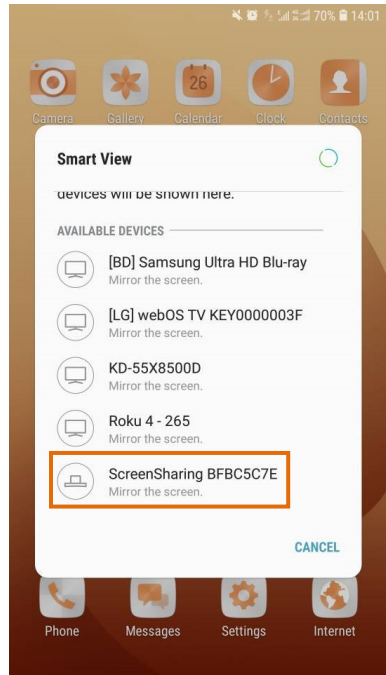 70% 14:01
26
Camera Gallery Calendar Clock Contacts
Smart View
devices will be shown here.
AVAILABLE DEVICES
[BD] Samsung Ultra HD Blu-ray
Mirror the screen.
[LG] webOS TV KEY0000003F
Mirror the screen.
KD-55X8500D
Mirror the screen.
Roku 4 - 265
Mirror the screen.
ScreenSharing BFBC5C7E
Mirror the screen.
CANCEL
Phone Messages Settings Internet